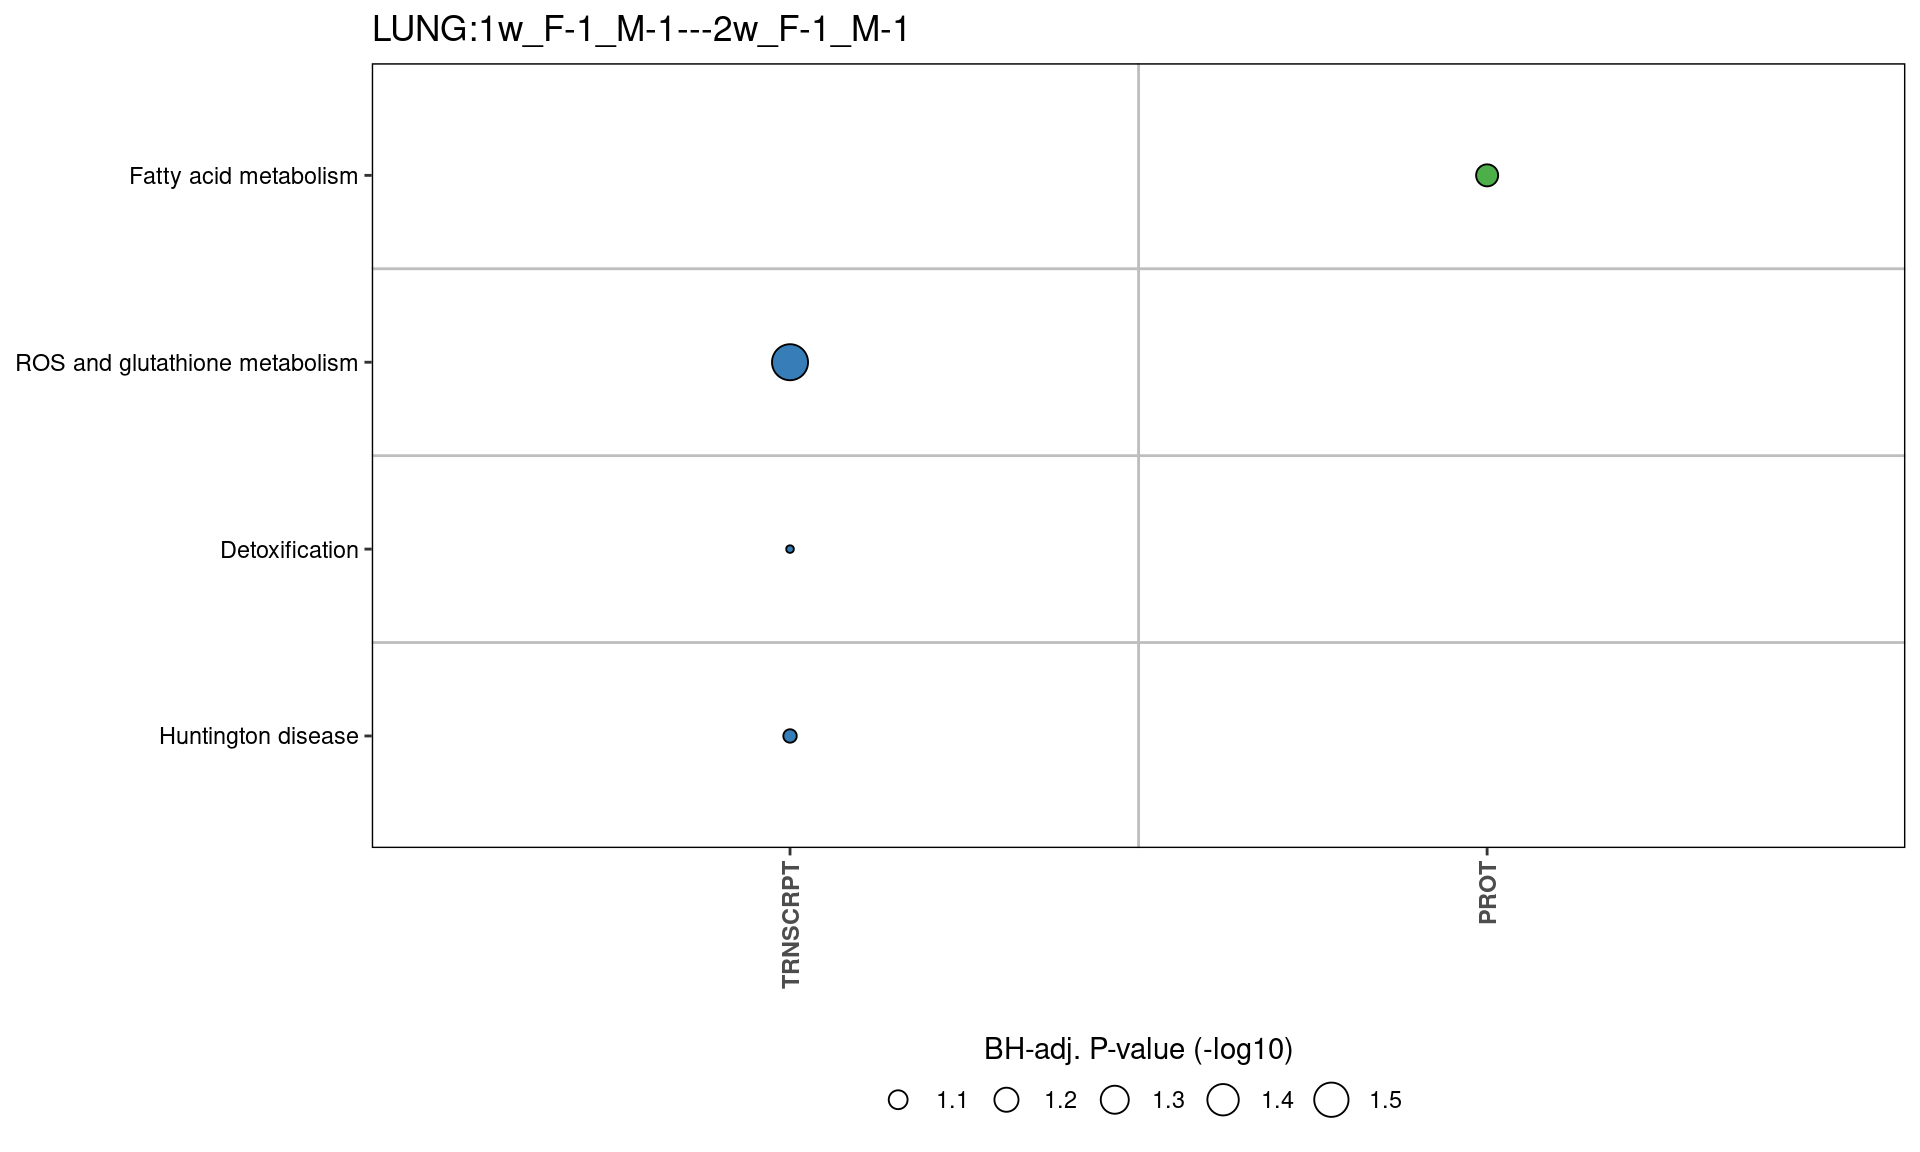 LUNG:1w_F-1_M-1---2w_F-1_M-1
Fatty acid metabolism
ROS and glutathione metabolism
Detoxification
Huntington disease
TRNSCRPT
PROT
BH-adj. P-value (-log10)
1.1 1.2 1.3 1.4 1.5